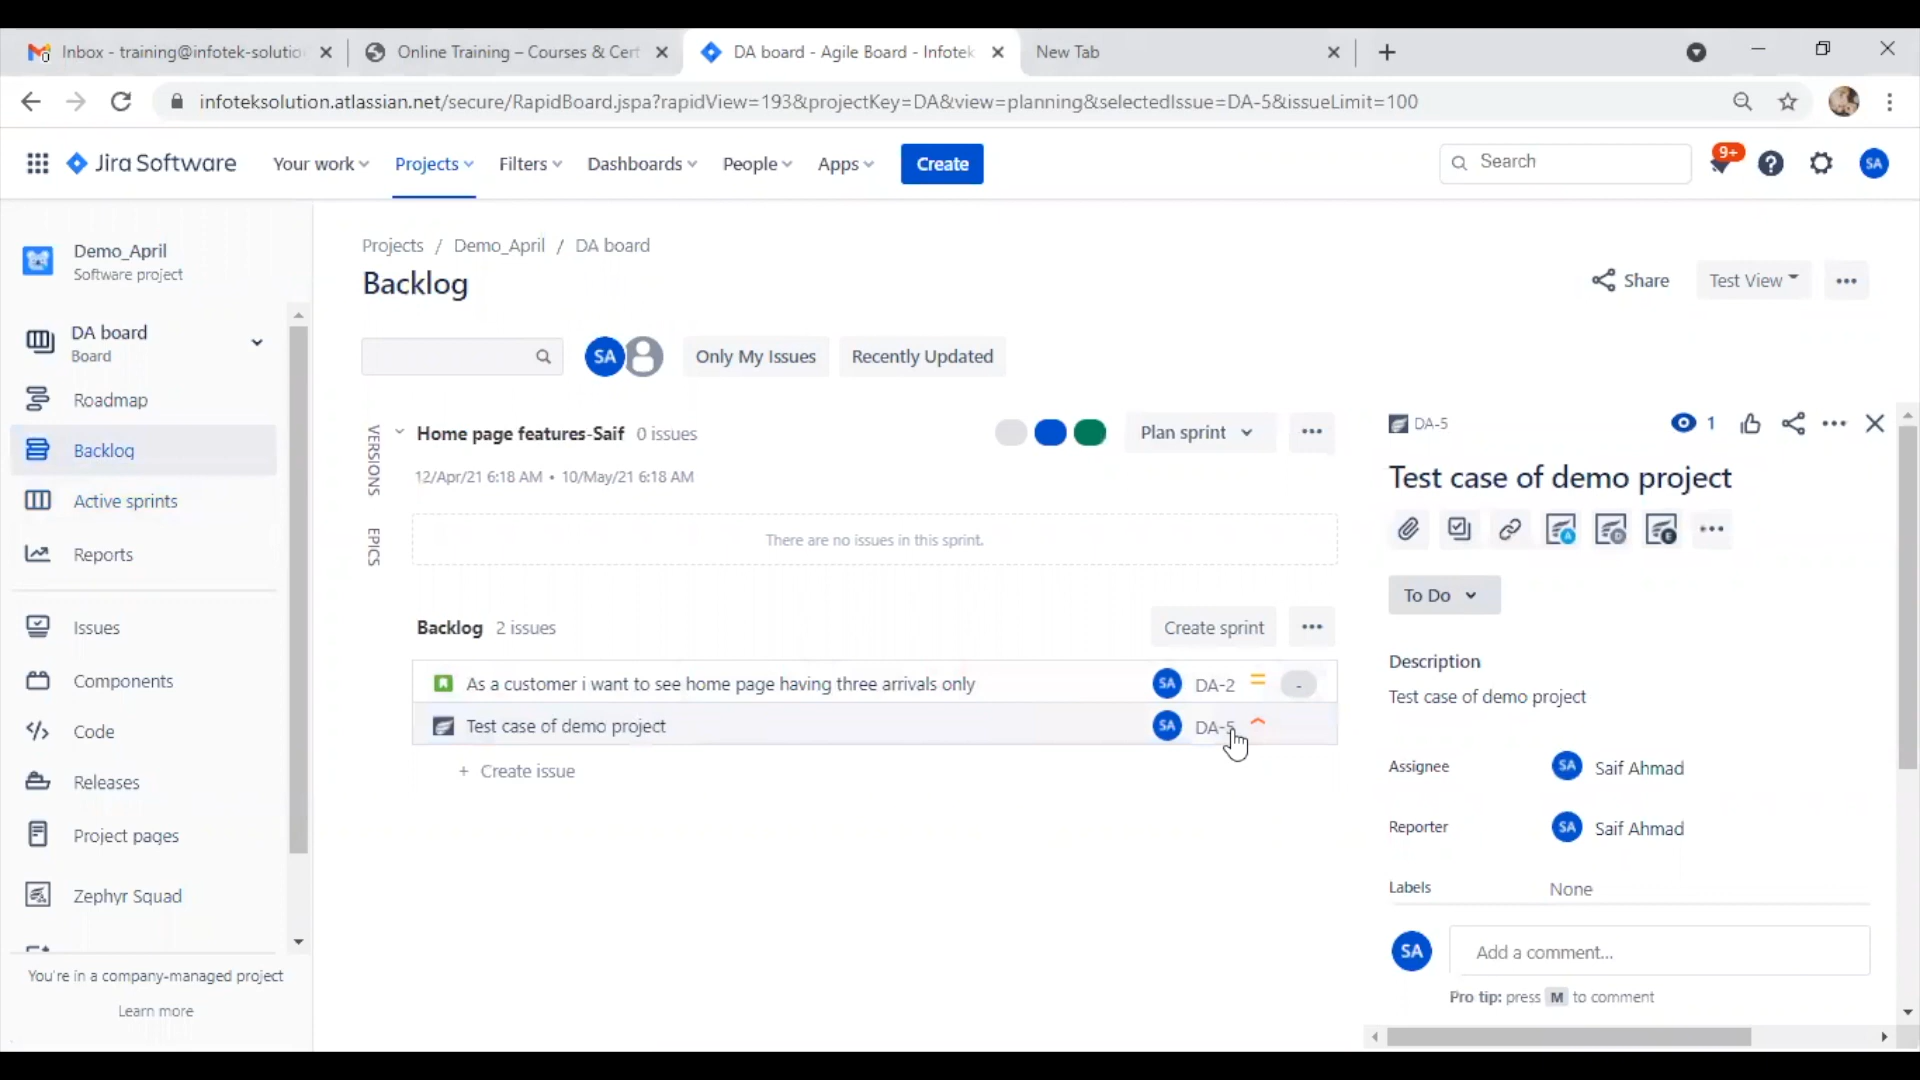 Inbox - training@infotek-solutio
Online Training – Courses & Cert
DA board - Agile Board - Infotek
New Tab
infoteksolution.atlassian.net/secure/RapidBoard.jspa?rapidView=193&projectKey=DA&view=planning&selectedIssue=DA-5&issueLimit=100
Jira Software
Your work
Projects
Filters
Dashboards
People
Apps
Create
Search
9+
SA
Demo_April
Software project
DA board
Board
Roadmap
Backlog
Active sprints
Reports
Issues
Components
Code
Releases
Project pages
Zephyr Squad
You're in a company-managed project
Learn more
Projects / Demo_April / DA board
Backlog
Share
Test View
SA
Only My Issues
Recently Updated
VERSIONS
EPICS
Home page features-Saif 0 issues
Plan sprint
12/Apr/21 6:18 AM • 10/May/21 6:18 AM
There are no issues in this sprint.
Backlog 2 issues
Create sprint
As a customer i want to see home page having three arrivals only
SA DA-2 -
Test case of demo project
SA DA-5
+ Create issue
DA-5
1
Test case of demo project
A D E
To Do
Description
Test case of demo project
Assignee
SA Saif Ahmad
Reporter
SA Saif Ahmad
Labels
None
SA
Add a comment...
Pro tip: press M to comment